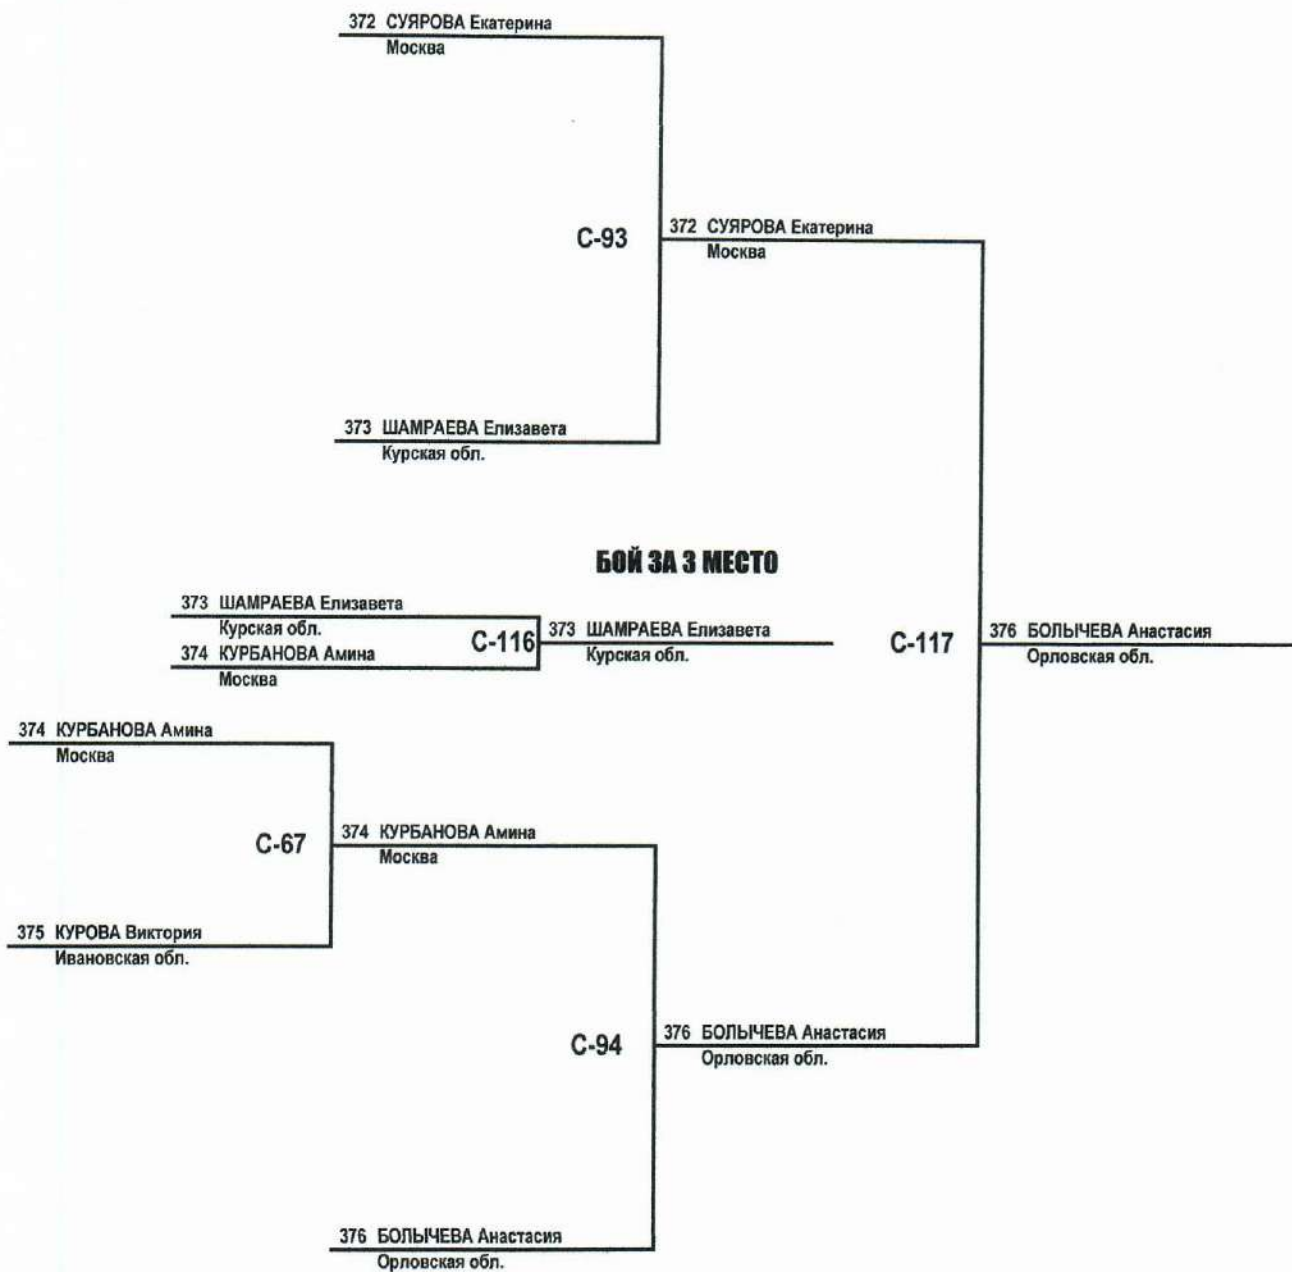 372 СУЯРОВА Екатерина
Москва
С-93
372 СУЯРОВА Екатерина
Москва
373 ШАМРАЕВА Елизавета
Курская обл.
БОЙ ЗА 3 МЕСТО
373 ШАМРАЕВА Елизавета
Курская обл.
374 КУРБАНОВА Амина
Москва
С-116
373 ШАМРАЕВА Елизавета
Курская обл.
С-117
376 БОЛЫЧЕВА Анастасия
Орловская обл.
374 КУРБАНОВА Амина
Москва
С-67
374 КУРБАНОВА Амина
Москва
375 КУРОВА Виктория
Ивановская обл.
С-94
376 БОЛЫЧЕВА Анастасия
Орловская обл.
376 БОЛЫЧЕВА Анастасия
Орловская обл.